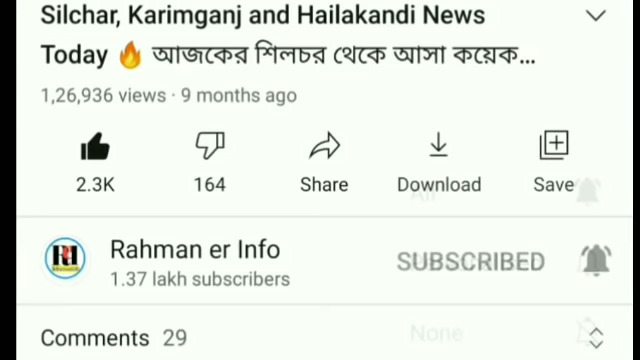 Silchar, Karimganj and Hailakandi News
Today 🔥 আজকের শিলচর থেকে আসা কয়েক...
1,26,936 views · 9 months ago
2.3K 164 Share Download Save
All
Rahman er Info
1.37 lakh subscribers
SUBSCRIBED
Comments 29
None